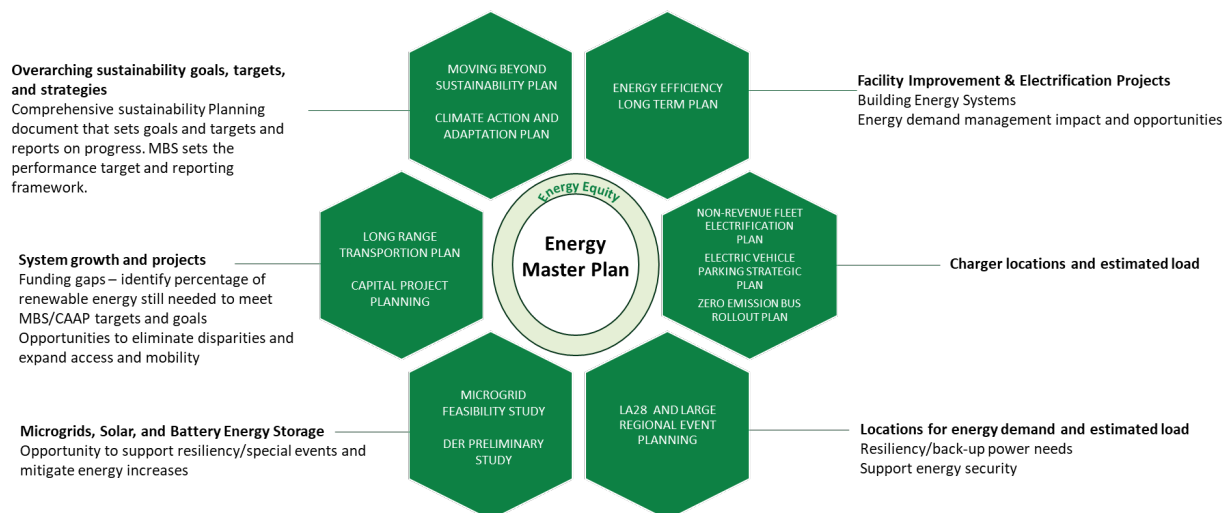 Overarching sustainability goals, targets,
and strategies
Comprehensive sustainability Planning
document that sets goals and targets and
reports on progress. MBS sets the
performance target and reporting
framework.
MOVING BEYOND
SUSTAINABILITY PLAN
CLIMATE ACTION AND
ADAPTATION PLAN
ENERGY EFFICIENCY
LONG TERM PLAN
Facility Improvement & Electrification Projects
Building Energy Systems
Energy demand management impact and opportunities
System growth and projects
Funding gaps – identify percentage of
renewable energy still needed to meet
MBS/CAAP targets and goals
Opportunities to eliminate disparities and
expand access and mobility
LONG RANGE
TRANSPORTION PLAN
CAPITAL PROJECT
PLANNING
Energy Equity
Energy
Master Plan
NON-REVENUE FLEET
ELECTRIFICATION
PLAN
ELECTRIC VEHICLE
PARKING STRATEGIC
PLAN
ZERO EMISSION BUS
ROLLOUT PLAN
Charger locations and estimated load
Microgrids, Solar, and Battery Energy Storage
Opportunity to support resiliency/special events and
mitigate energy increases
MICROGRID
FEASIBILITY STUDY
DER PRELIMINARY
STUDY
LA28 AND LARGE
REGIONAL EVENT
PLANNING
Locations for energy demand and estimated load
Resiliency/back-up power needs
Support energy security